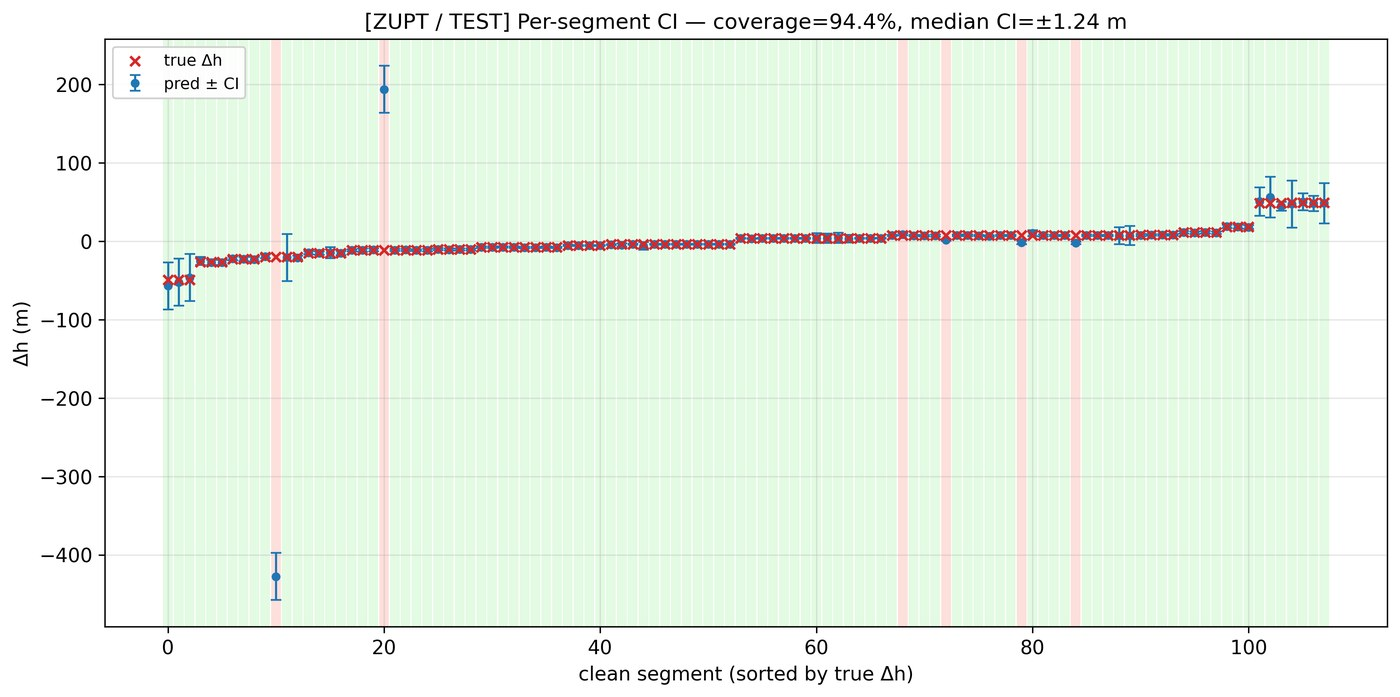 [ZUPT / TEST] Per-segment CI — coverage=94.4%, median CI=±1.24 m
true Δh
pred ± CI
200
100
0
−100
−200
−300
−400
Δh (m)
0 20 40 60 80 100
clean segment (sorted by true Δh)